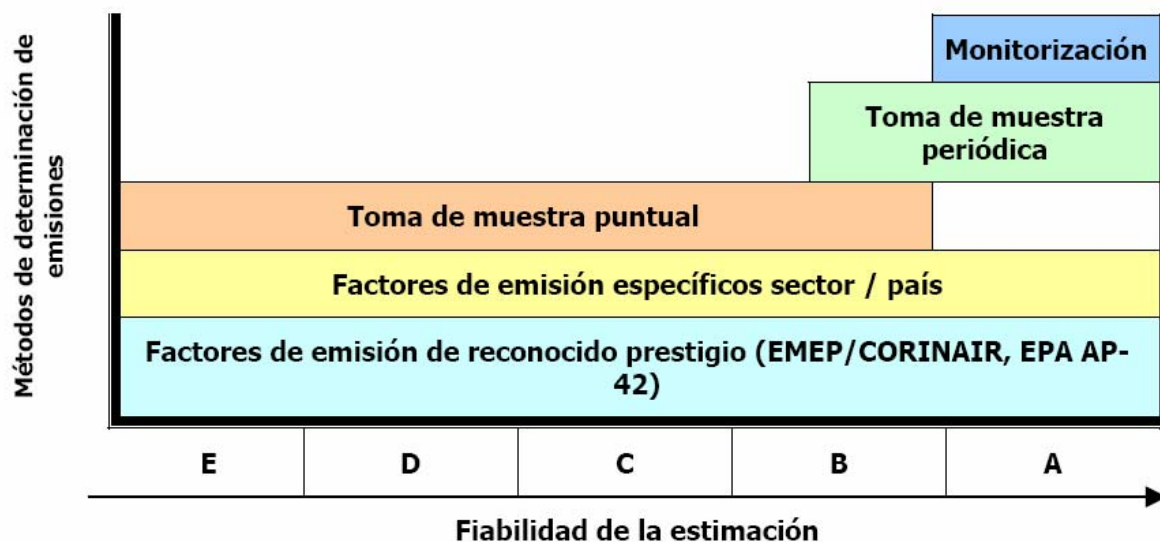 Métodos de determinación de
emisiones
Monitorización
Toma de muestra
periódica
Toma de muestra puntual
Factores de emisión específicos sector / país
Factores de emisión de reconocido prestigio (EMEP/CORINAIR, EPA AP-
42)
E D C B A
Fiabilidad de la estimación